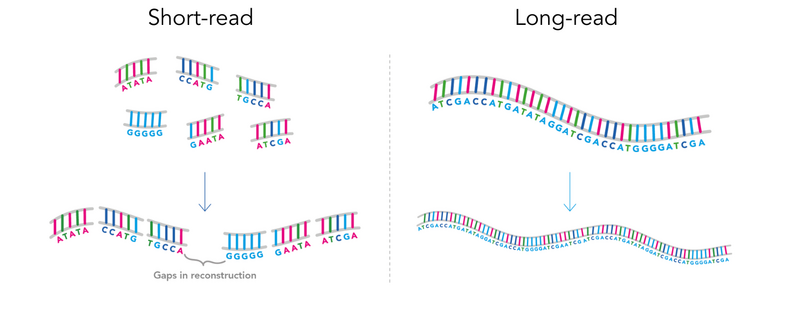 Short-read
Long-read
ATATA
CCATG
TGCCA
GGGGG
GAATA
ATCGA
ATATA
CCATG
TGCCA
GGGGG
GAATA
ATCGA
Gaps in reconstruction
ATCGACCATGATATAGGATCGACCATGGGGATCGA